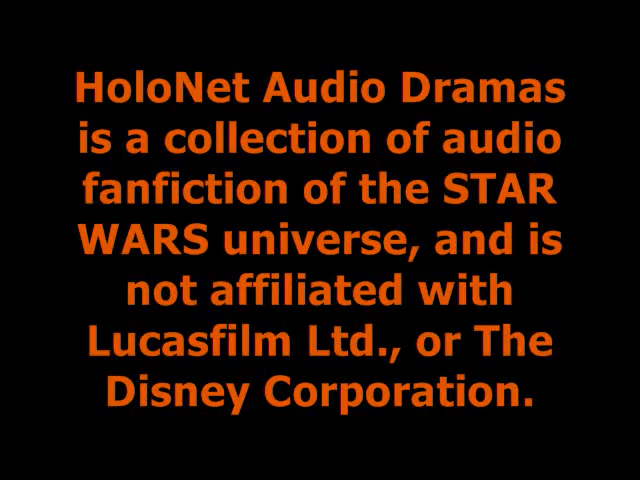 HoloNet Audio Dramas
is a collection of audio
fanfiction of the STAR
WARS universe, and is
not affiliated with
Lucasfilm Ltd., or The
Disney Corporation.